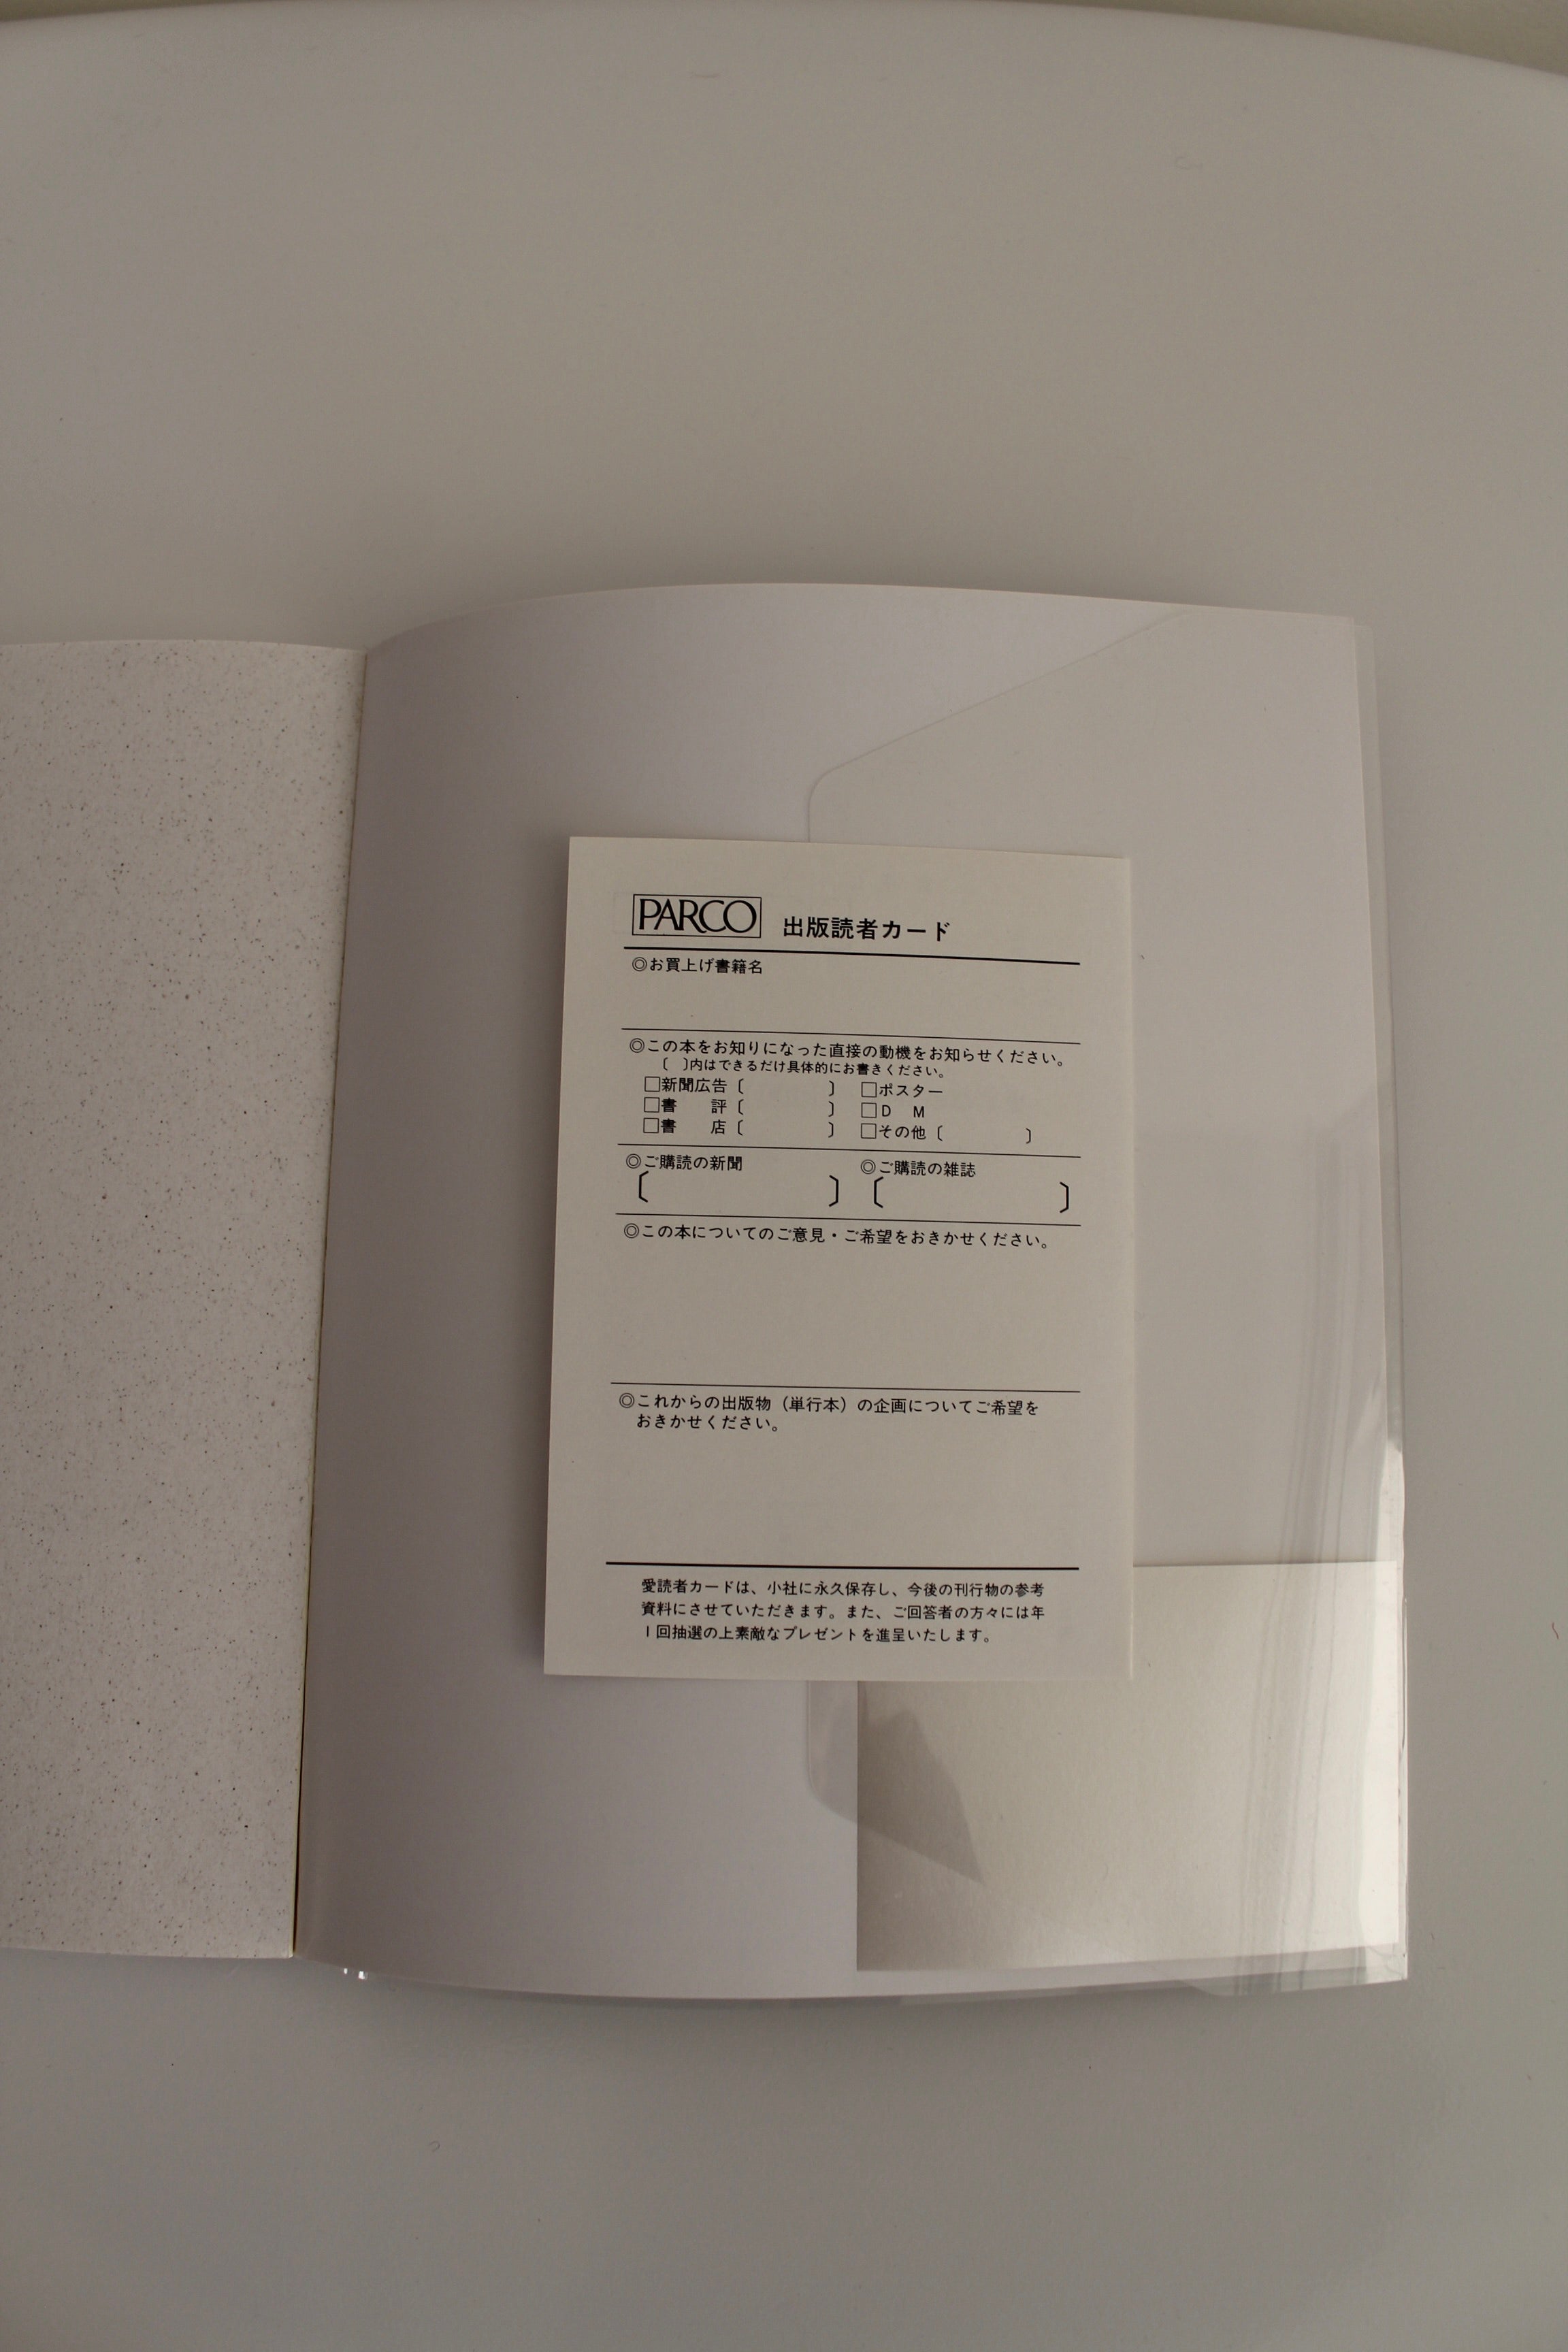 PARCO 出版読者カード
◎お買上げ書籍名
◎この本をお知りになった直接の動機をお知らせください。
〔　〕内はできるだけ具体的にお書きください。
□新聞広告〔　　　　　〕 □ポスター
□書　　評〔　　　　　〕 □D　M
□書　　店〔　　　　　〕 □その他〔　　　　　〕
◎ご購読の新聞 ◎ご購読の雑誌
〔　　　　　〕 〔　　　　　〕
◎この本についてのご意見・ご希望をおきかせください。
◎これからの出版物（単行本）の企画についてご希望を
おきかせください。
愛読者カードは、小社に永久保存し、今後の刊行物の参考
資料にさせていただきます。また、ご回答者の方々には年
1回抽選の上素敵なプレゼントを進呈いたします。